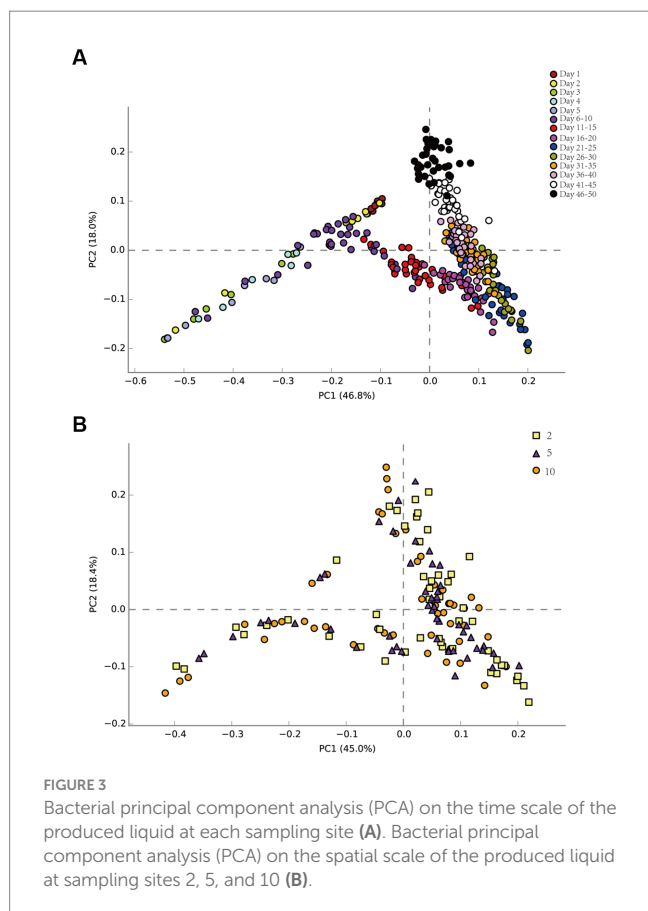 A
Day 1
Day 2
Day 3
Day 4
Day 5
Day 6-10
Day 11-15
Day 16-20
Day 21-25
Day 26-30
Day 31-35
Day 36-40
Day 41-45
Day 46-50
PC2 (18.0%)
0.2
0.1
0.0
−0.1
−0.2
−0.6 −0.5 −0.4 −0.3 −0.2 −0.1 0.0 0.1 0.2
PC1 (46.8%)
B
2
5
10
PC2 (18.4%)
0.2
0.1
0.0
−0.1
−0.2
−0.4 −0.3 −0.2 −0.1 0.0 0.1 0.2
PC1 (45.0%)
FIGURE 3
Bacterial principal component analysis (PCA) on the time scale of the
produced liquid at each sampling site (A). Bacterial principal
component analysis (PCA) on the spatial scale of the produced liquid
at sampling sites 2, 5, and 10 (B).